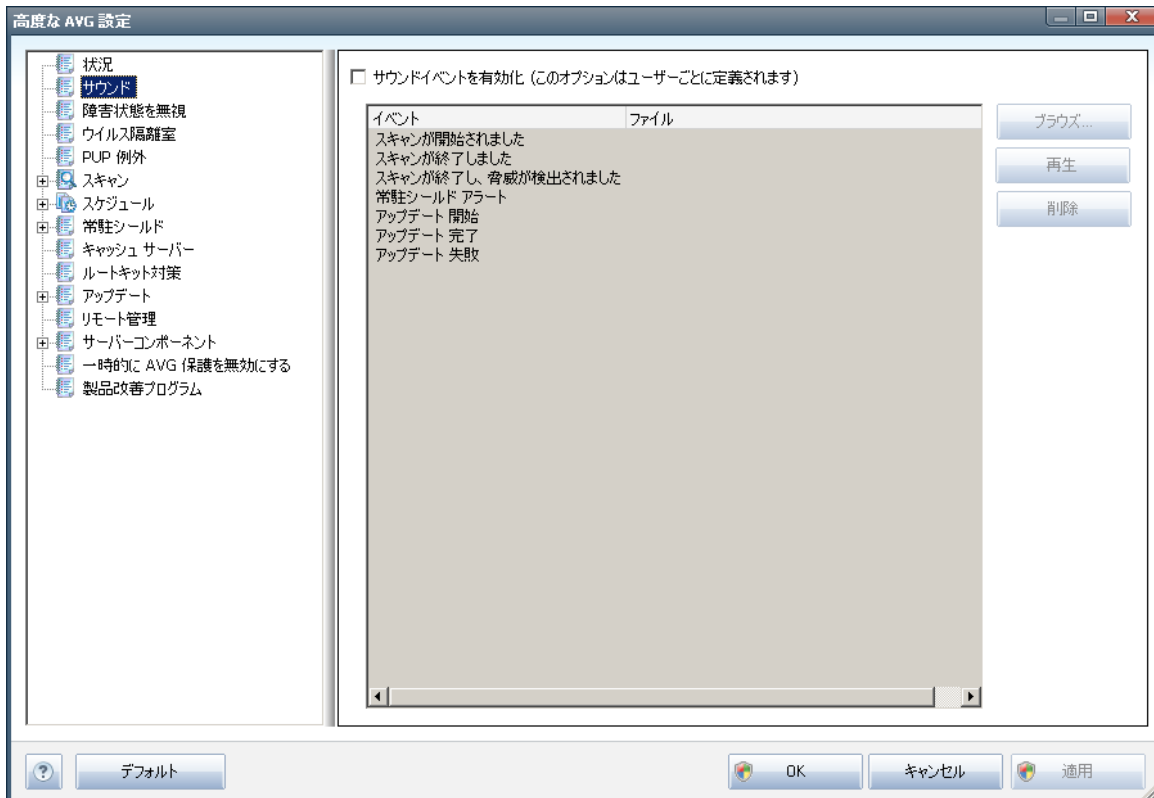 高度な AVG 設定
状況
サウンド
障害状態を無視
ウイルス隔離室
PUP 例外
スキャン
スケジュール
常駐シールド
キャッシュ サーバー
ルートキット対策
アップデート
リモート管理
サーバーコンポーネント
一時的に AVG 保護を無効にする
製品改善プログラム
サウンドイベントを有効化 (このオプションはユーザーごとに定義されます)
イベント ファイル
スキャンが開始されました
スキャンが終了しました
スキャンが終了し、脅威が検出されました
常駐シールド アラート
アップデート 開始
アップデート 完了
アップデート 失敗
ブラウズ...
再生
削除
? デフォルト OK キャンセル 適用